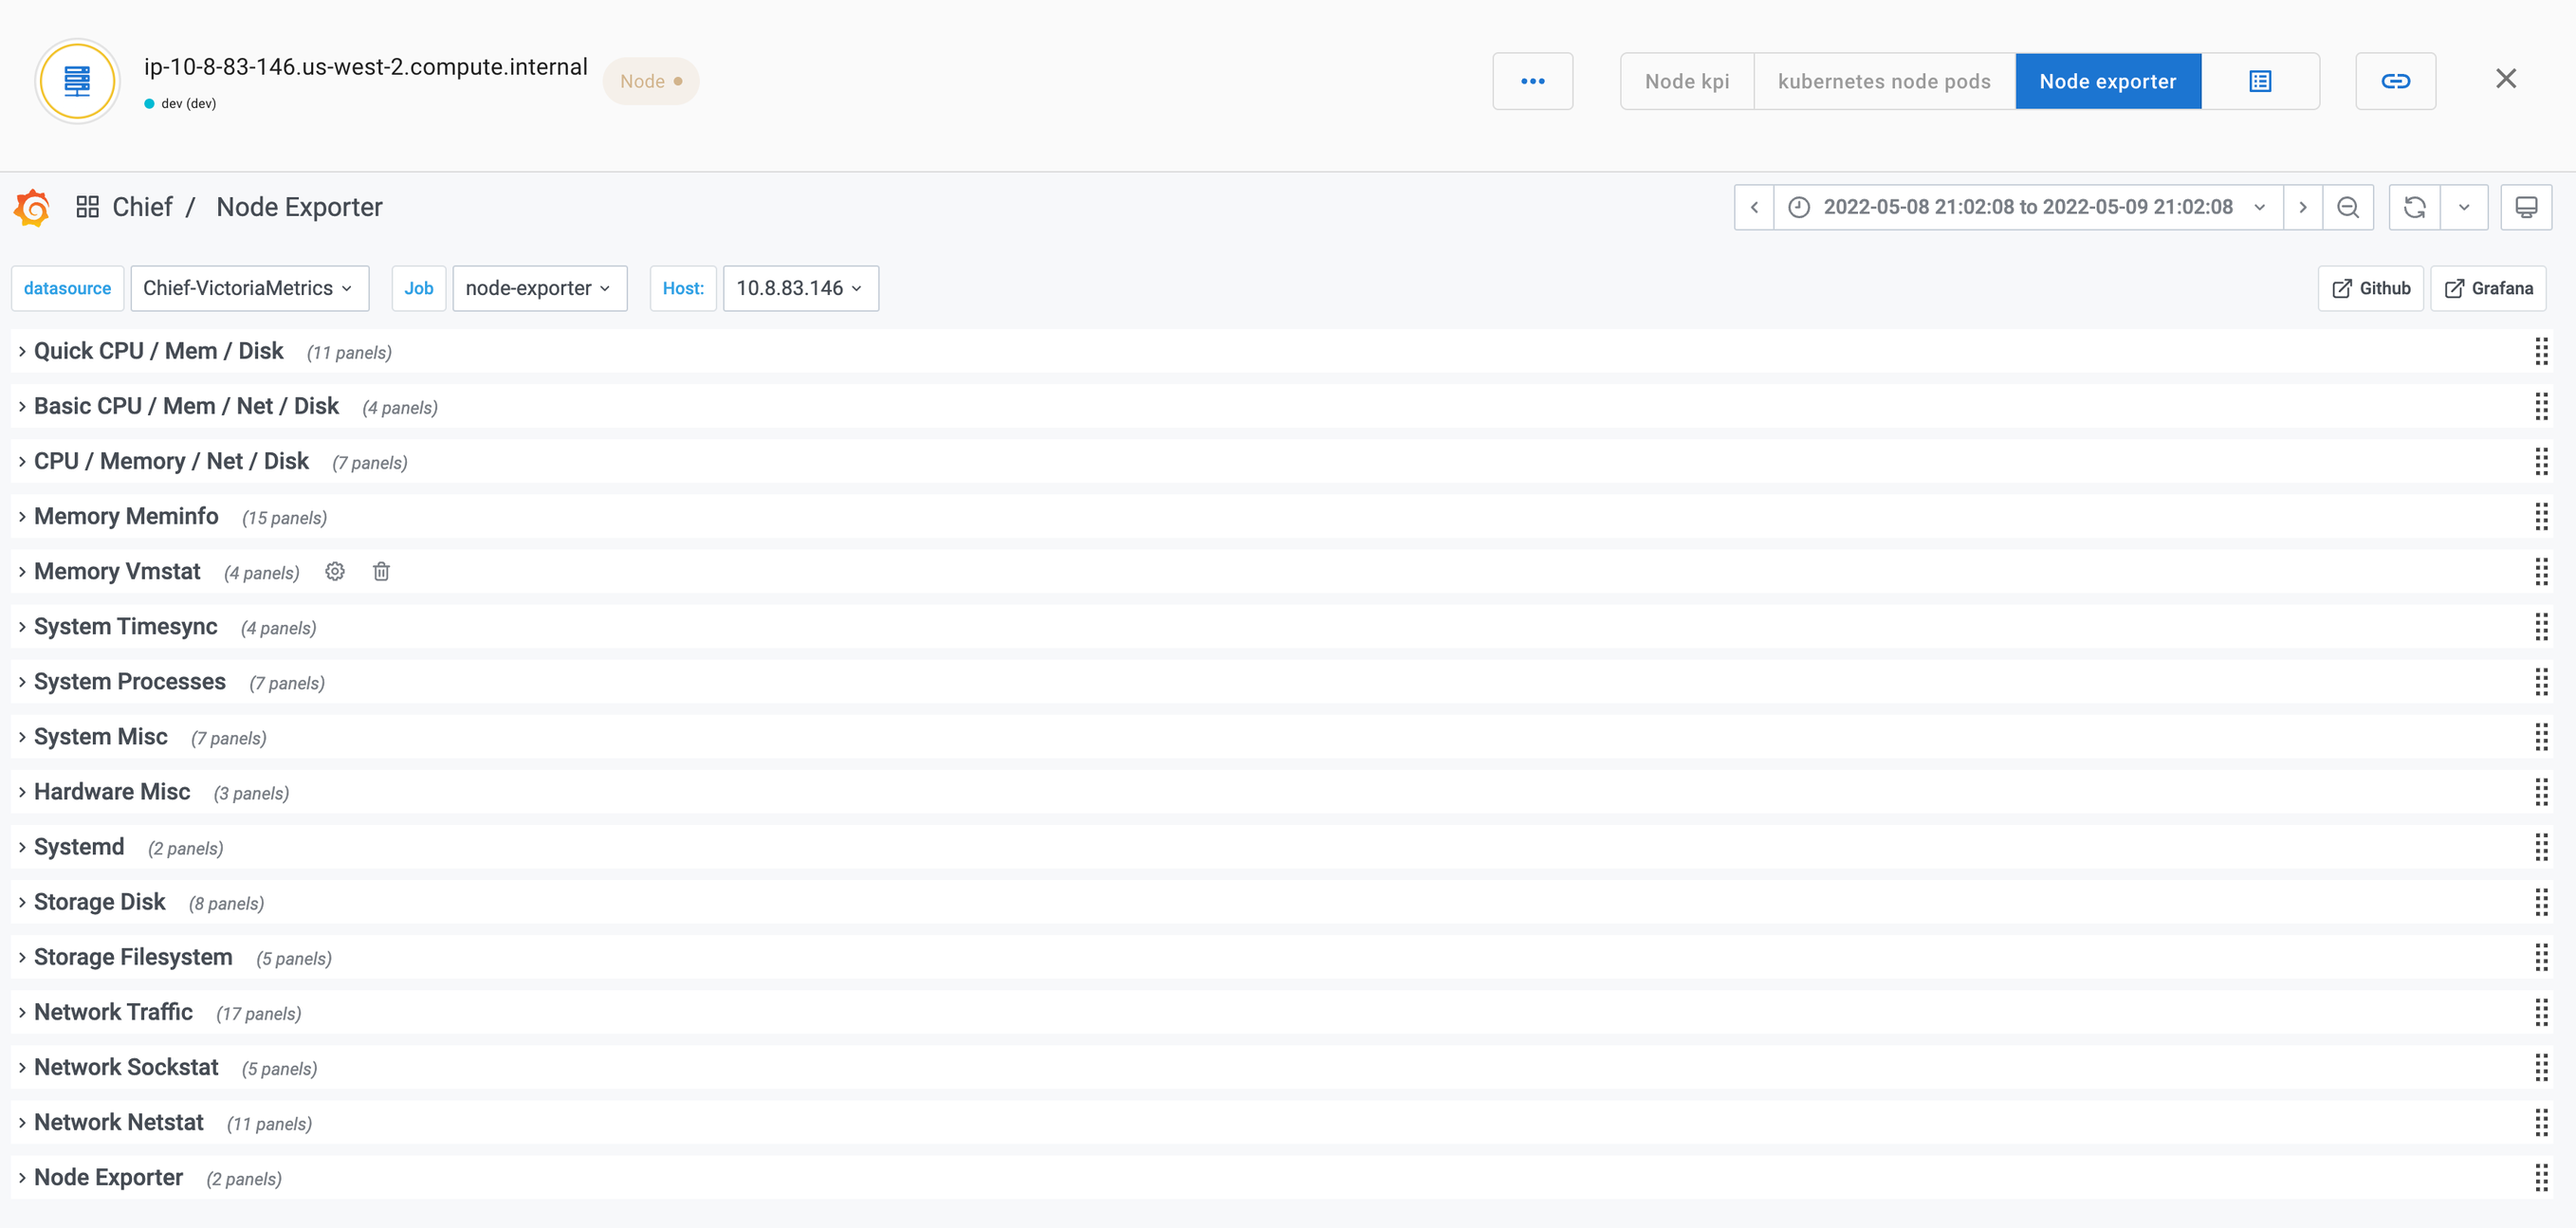 ip-10-8-83-146.us-west-2.compute.internal
Node
dev (dev)
Node kpi
kubernetes node pods
Node exporter
Chief / Node Exporter
2022-05-08 21:02:08 to 2022-05-09 21:02:08
datasource
Chief-VictoriaMetrics
Job
node-exporter
Host:
10.8.83.146
Github
Grafana
Quick CPU / Mem / Disk (11 panels)
Basic CPU / Mem / Net / Disk (4 panels)
CPU / Memory / Net / Disk (7 panels)
Memory Meminfo (15 panels)
Memory Vmstat (4 panels)
System Timesync (4 panels)
System Processes (7 panels)
System Misc (7 panels)
Hardware Misc (3 panels)
Systemd (2 panels)
Storage Disk (8 panels)
Storage Filesystem (5 panels)
Network Traffic (17 panels)
Network Sockstat (5 panels)
Network Netstat (11 panels)
Node Exporter (2 panels)